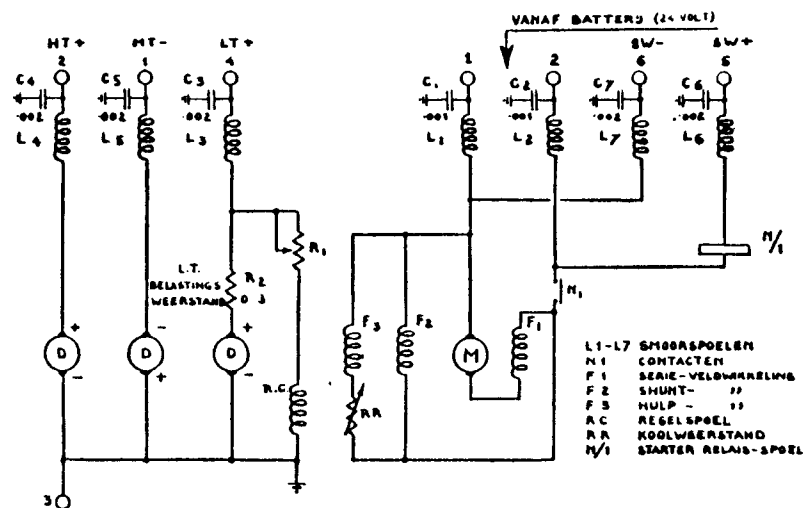 VANAF BATTERY (24 VOLT)
HT+ MT- LT+ SW- SW+
2 1 4 1 2 6 5
C4 C5 C3 C1 C2 C7 C6
.002 .002 .002 .001 .001 .002 .002
L4 L5 L3 L1 L2 L7 L6
R1
N/1
L.T.
BELASTINGS
WEERSTAND
R2
0.3
N1
F3 F2 F1
+ - +
D D D M
- + -
R.C.
RR
3
L1-L7 SMOORSPOELEN
N1 CONTACTEN
F1 SERIE-VELDWIKKELING
F2 SHUNT- "
F3 HULP - "
RC REGELSPOEL
RR KOOLWEERSTAND
N/1 STARTER RELAIS-SPOEL